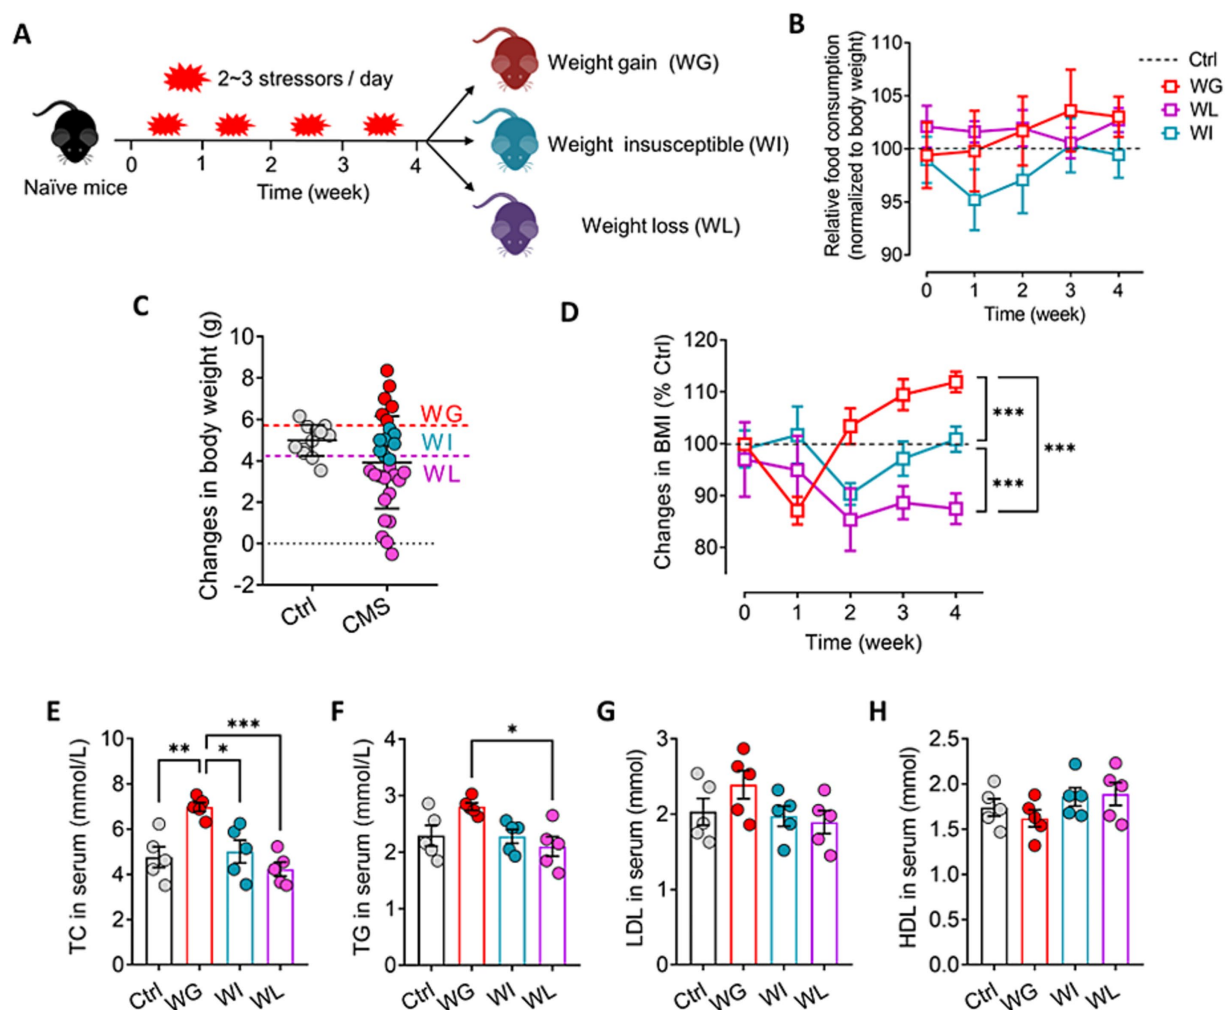 A
2~3 stressors / day
Naïve mice
0 1 2 3 4
Time (week)
Weight gain (WG)
Weight insusceptible (WI)
Weight loss (WL)
B
Relative food consumption
(normalized to body weight)
110
105
100
95
90
0 1 2 3 4
Time (week)
Ctrl
WG
WL
WI
C
Changes in body weight (g)
10
8
6
4
2
0
-2
WG
WI
WL
Ctrl CMS
D
Changes in BMI (% Ctrl)
120
110
100
90
80
***
***
***
0 1 2 3 4
Time (week)
E
TC in serum (mmol/L)
10
8
6
4
2
0
***
** *
Ctrl WG WI WL
F
TG in serum (mmol/L)
4
3
2
1
0
*
Ctrl WG WI WL
G
LDL in serum (mmol)
3
2
1
0
Ctrl WG WI WL
H
HDL in serum (mmol)
2.5
2.0
1.5
1.0
0.5
0.0
Ctrl WG WI WL